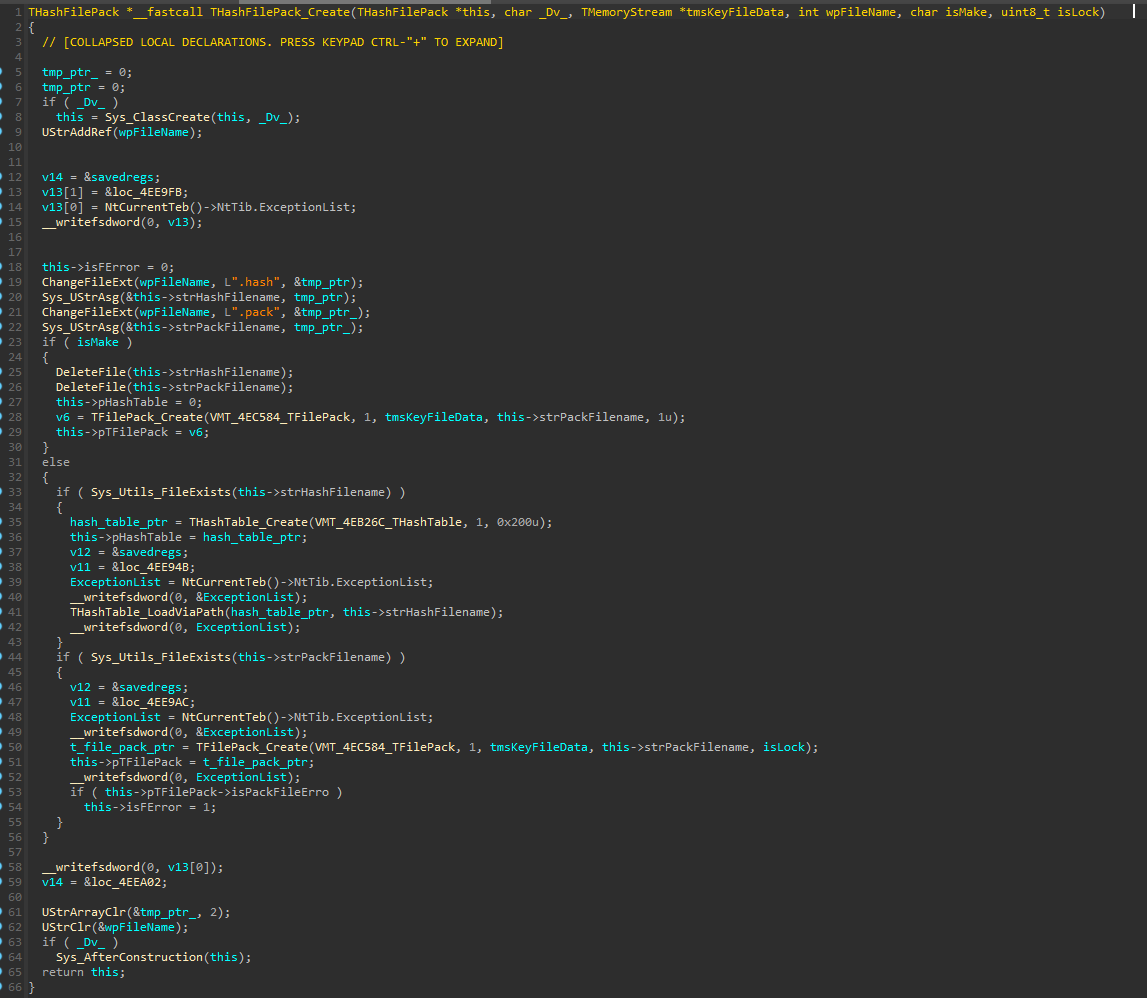 1 THashFilePack *__fastcall THashFilePack_Create(THashFilePack *this, char _Dv_, TMemoryStream *tmsKeyFileData, int wpFileName, char isMake, uint8_t isLock)
2 {
3 // [COLLAPSED LOCAL DECLARATIONS. PRESS KEYPAD CTRL-"+" TO EXPAND]
4
5 tmp_ptr_ = 0;
6 tmp_ptr = 0;
7 if ( _Dv_ )
8 this = Sys_ClassCreate(this, _Dv_);
9 UStrAddRef(wpFileName);
10
11
12 v14 = &savedregs;
13 v13[1] = &loc_4EE9FB;
14 v13[0] = NtCurrentTeb()->NtTib.ExceptionList;
15 __writefsdword(0, v13);
16
17
18 this->isFError = 0;
19 ChangeFileExt(wpFileName, L".hash", &tmp_ptr);
20 Sys_UStrAsg(&this->strHashFilename, tmp_ptr);
21 ChangeFileExt(wpFileName, L".pack", &tmp_ptr_);
22 Sys_UStrAsg(&this->strPackFilename, tmp_ptr_);
23 if ( isMake )
24 {
25 DeleteFile(this->strHashFilename);
26 DeleteFile(this->strPackFilename);
27 this->pHashTable = 0;
28 v6 = TFilePack_Create(VMT_4EC584_TFilePack, 1, tmsKeyFileData, this->strPackFilename, 1u);
29 this->pTFilePack = v6;
30 }
31 else
32 {
33 if ( Sys_Utils_FileExists(this->strHashFilename) )
34 {
35 hash_table_ptr = THashTable_Create(VMT_4EB26C_THashTable, 1, 0x200u);
36 this->pHashTable = hash_table_ptr;
37 v12 = &savedregs;
38 v11 = &loc_4EE94B;
39 ExceptionList = NtCurrentTeb()->NtTib.ExceptionList;
40 __writefsdword(0, &ExceptionList);
41 THashTable_LoadViaPath(hash_table_ptr, this->strHashFilename);
42 __writefsdword(0, ExceptionList);
43 }
44 if ( Sys_Utils_FileExists(this->strPackFilename) )
45 {
46 v12 = &savedregs;
47 v11 = &loc_4EE9AC;
48 ExceptionList = NtCurrentTeb()->NtTib.ExceptionList;
49 __writefsdword(0, &ExceptionList);
50 t_file_pack_ptr = TFilePack_Create(VMT_4EC584_TFilePack, 1, tmsKeyFileData, this->strPackFilename, isLock);
51 this->pTFilePack = t_file_pack_ptr;
52 __writefsdword(0, ExceptionList);
53 if ( this->pTFilePack->isPackFileErro )
54 this->isFError = 1;
55 }
56 }
57
58 __writefsdword(0, v13[0]);
59 v14 = &loc_4EEA02;
60
61 UStrArrayClr(&tmp_ptr_, 2);
62 UStrClr(&wpFileName);
63 if ( _Dv_ )
64 Sys_AfterConstruction(this);
65 return this;
66 }